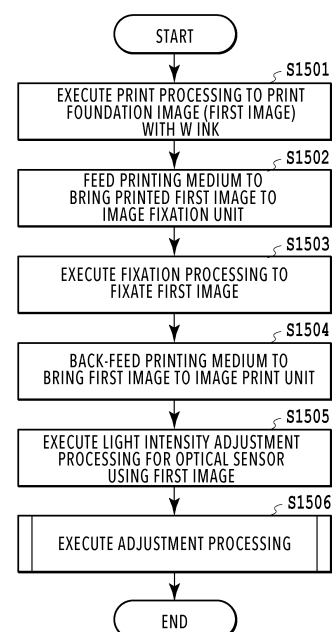 START
S1501
EXECUTE PRINT PROCESSING TO PRINT
FOUNDATION IMAGE (FIRST IMAGE)
WITH W INK
S1502
FEED PRINTING MEDIUM TO
BRING PRINTED FIRST IMAGE TO
IMAGE FIXATION UNIT
S1503
EXECUTE FIXATION PROCESSING TO
FIXATE FIRST IMAGE
S1504
BACK-FEED PRINTING MEDIUM TO
BRING FIRST IMAGE TO IMAGE PRINT UNIT
S1505
EXECUTE LIGHT INTENSITY ADJUSTMENT
PROCESSING FOR OPTICAL SENSOR
USING FIRST IMAGE
S1506
EXECUTE ADJUSTMENT PROCESSING
END